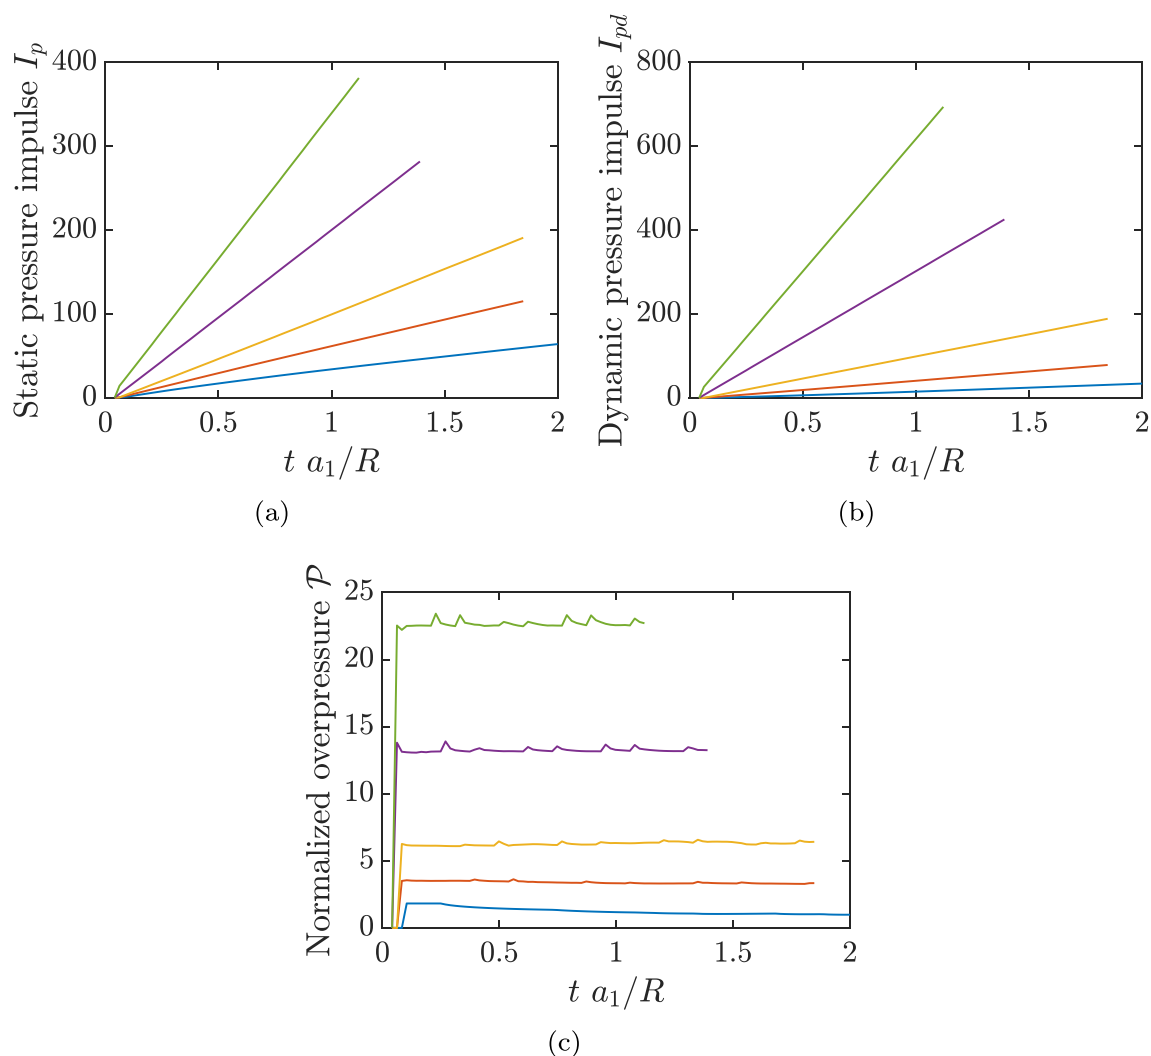 Static pressure impulse I_p
400
300
200
100
0
0 0.5 1 1.5 2
t a_1/R
(a)
Dynamic pressure impulse I_{pd}
800
600
400
200
0
0 0.5 1 1.5 2
t a_1/R
(b)
Normalized overpressure 𝒫
25
20
15
10
5
0
0 0.5 1 1.5 2
t a_1/R
(c)